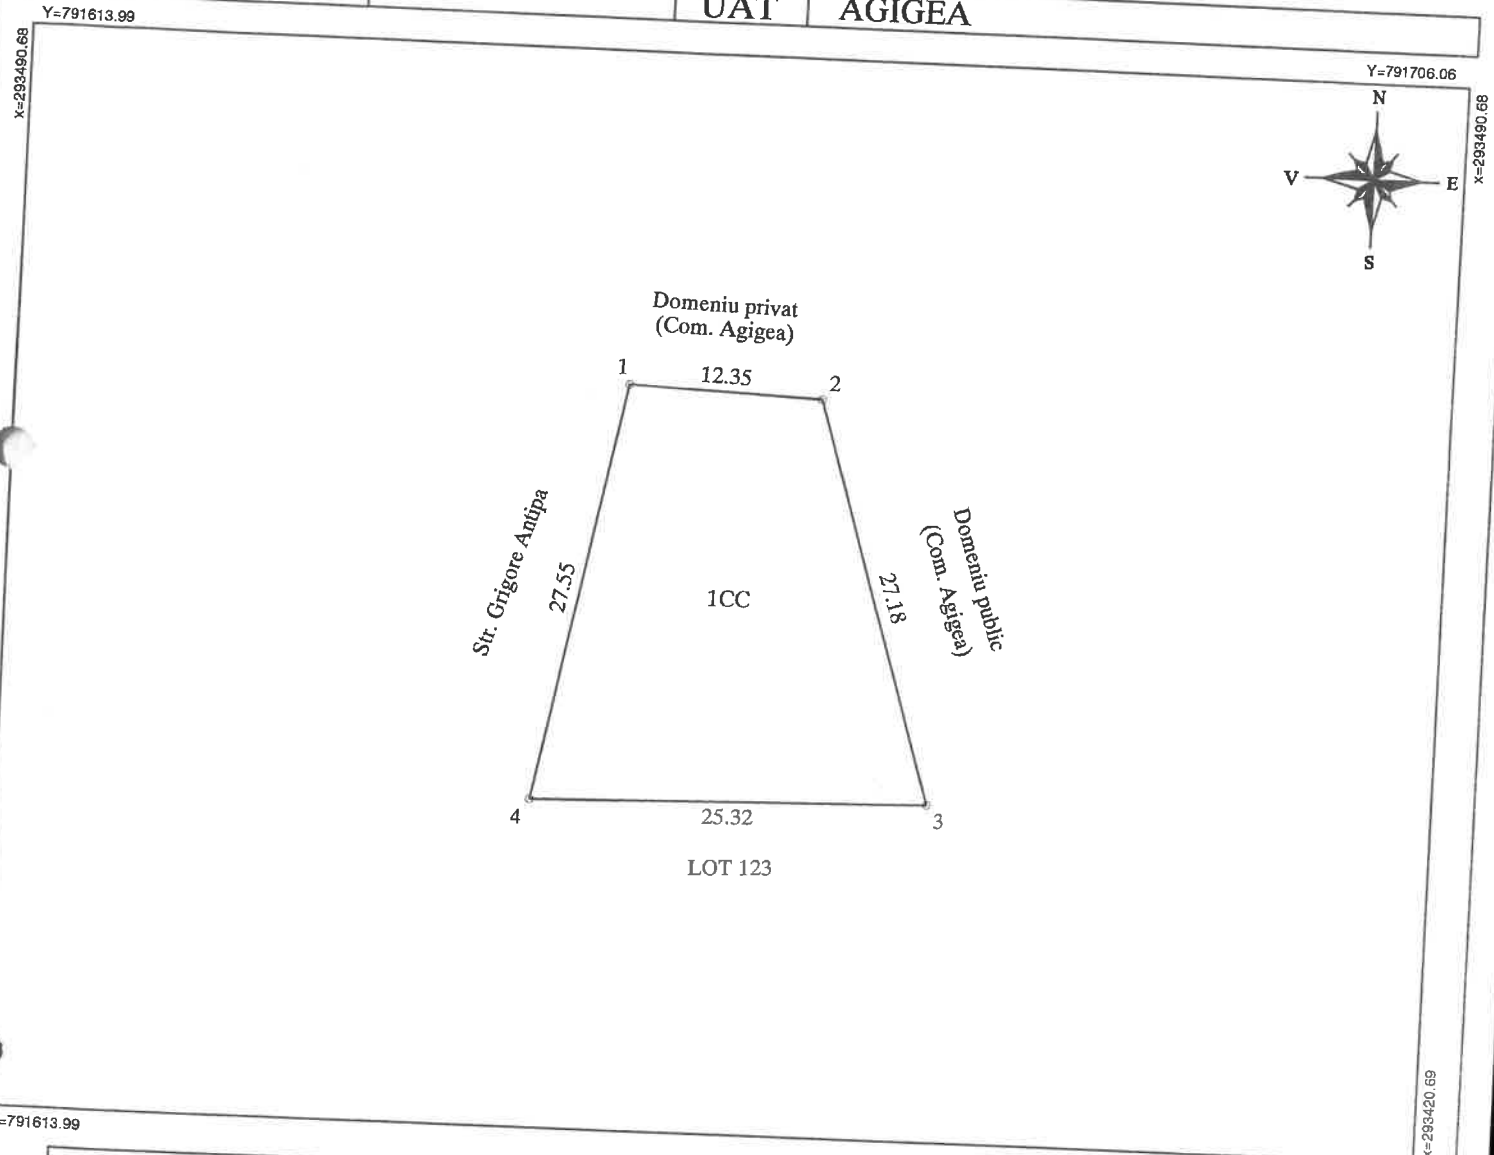 UAT AGIGEA
Y=791613.99
x=293490.68
Y=791706.06
x=293490.68
N
V
E
S
Domeniu privat
(Com. Agigea)
1
12.35
2
Str. Grigore Antipa
27.55
1CC
27.18
Domeniu public
(Com. Agigea)
4
25.32
3
LOT 123
=791613.99
x=293420.69